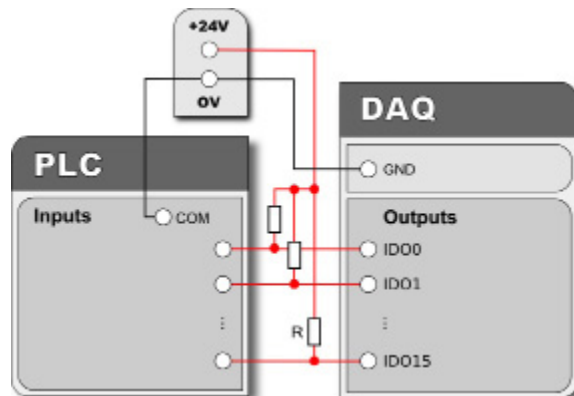 +24V
0V
PLC
Inputs
COM
R
DAQ
GND
Outputs
IDO0
IDO1
⋮
IDO15